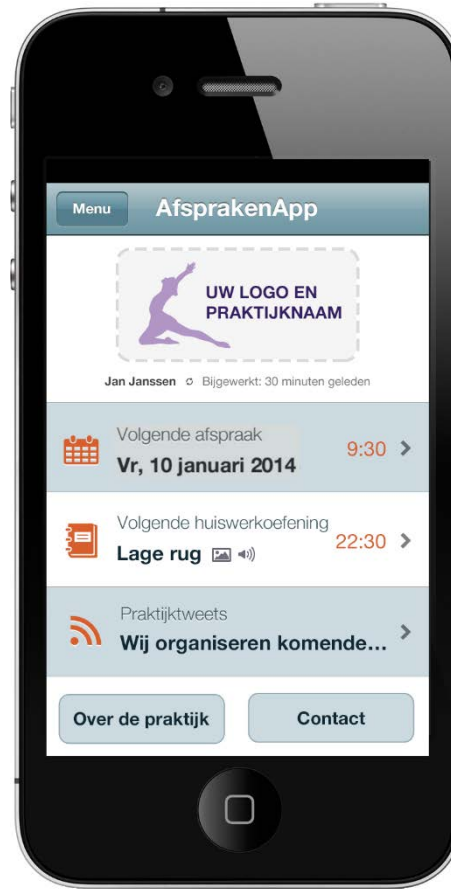 Menu AfsprakenApp
UW LOGO EN
PRAKTIJKNAAM
Jan Janssen Bijgewerkt: 30 minuten geleden
Volgende afspraak
Vr, 10 januari 2014
9:30
Volgende huiswerkoefening
Lage rug
22:30
Praktijktweets
Wij organiseren komende...
Over de praktijk
Contact